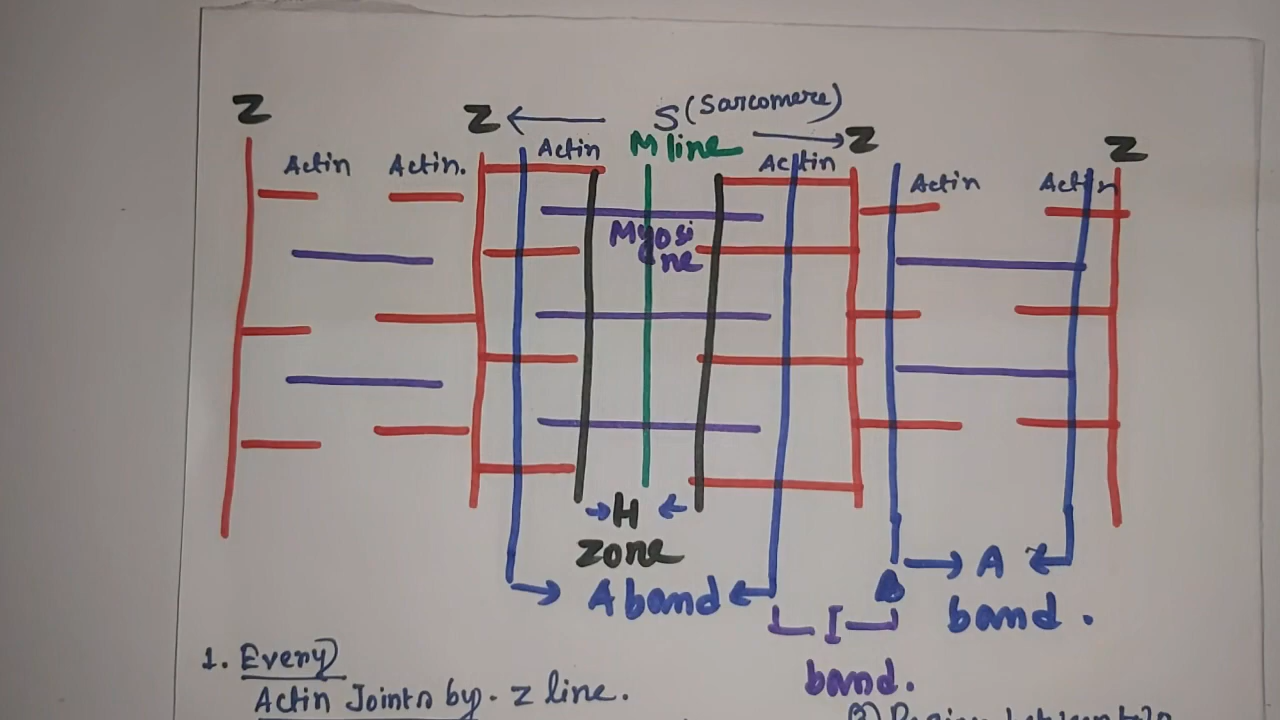 Z
Z ← S (Sarcomere) → Z
Z
Actin Actin. Actin M line Actin Actin Actin
Myosi
ne
→ H ←
zone
→ A band ←
B → A ←
band.
I
band.
1. Every
Actin Joints by. Z line.